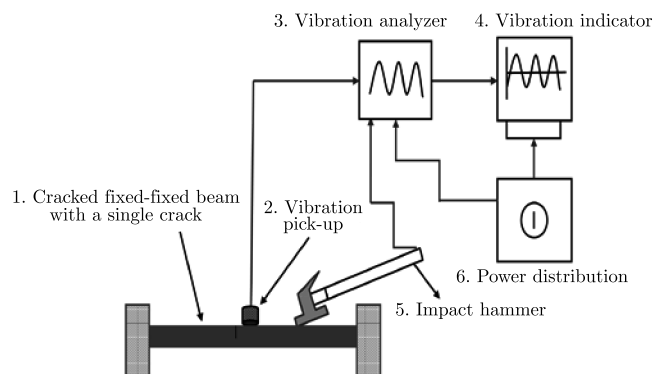 3. Vibration analyzer
4. Vibration indicator
1. Cracked fixed-fixed beam
with a single crack
2. Vibration
pick-up
6. Power distribution
5. Impact hammer